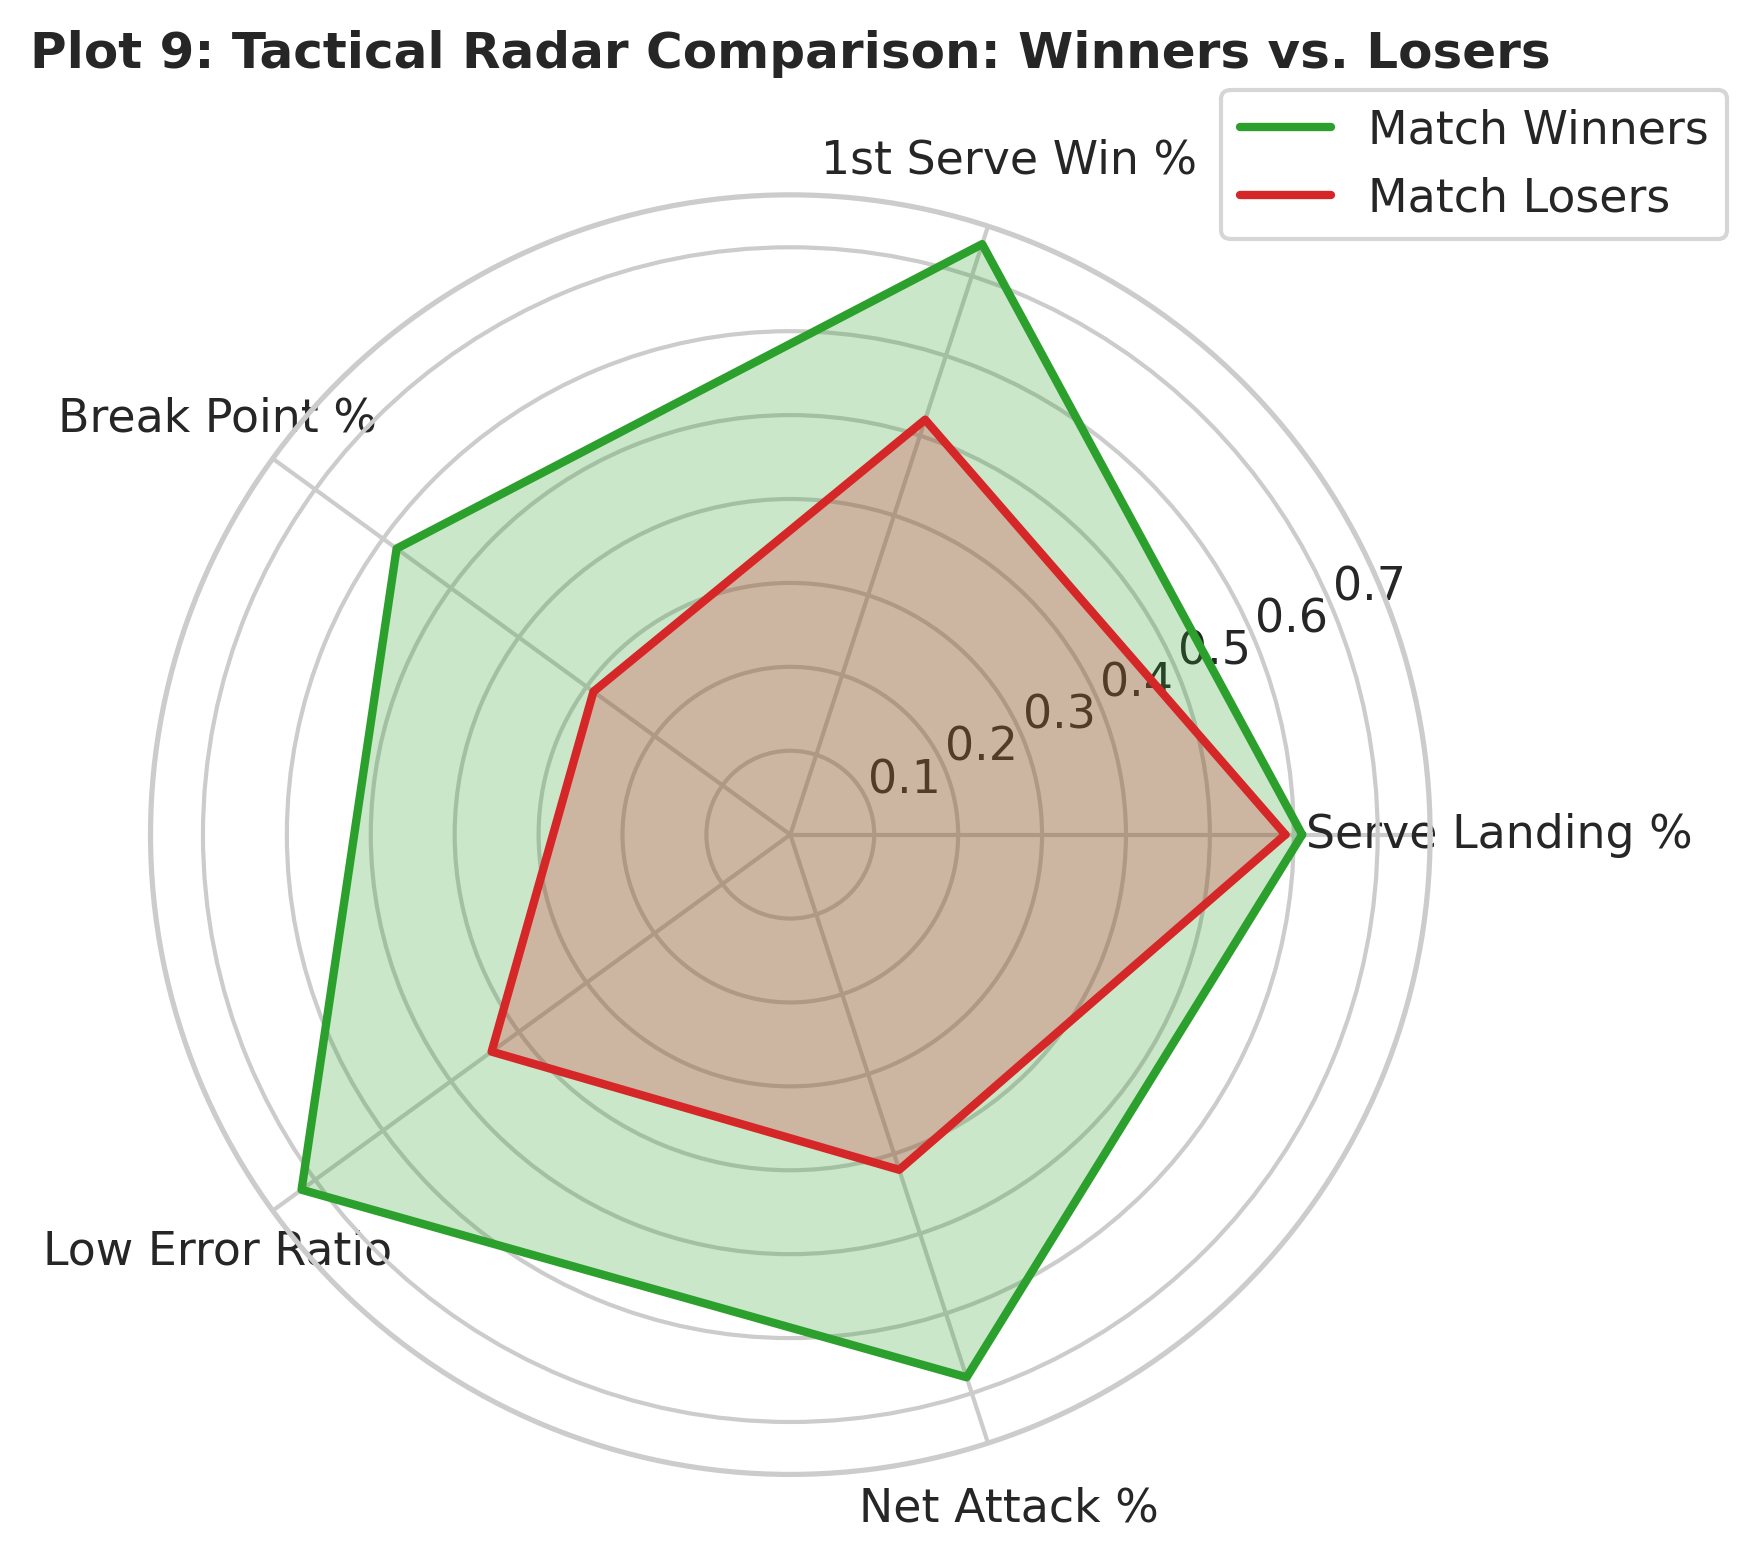 Plot 9: Tactical Radar Comparison: Winners vs. Losers
Match Winners
Match Losers
1st Serve Win %
Break Point %
0.7
0.6
0.5
0.4
0.3
0.2
0.1
Serve Landing %
Low Error Ratio
Net Attack %